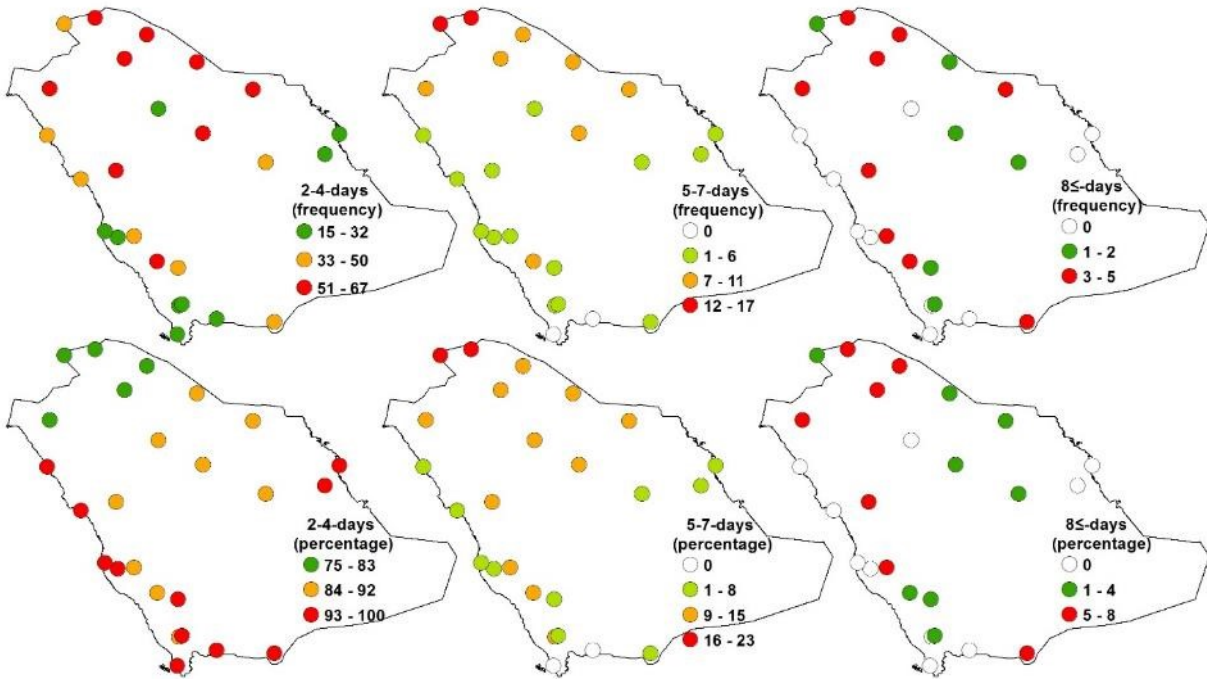 2-4-days
(frequency)
15 - 32
33 - 50
51 - 67
5-7-days
(frequency)
0
1 - 6
7 - 11
12 - 17
8≤-days
(frequency)
0
1 - 2
3 - 5
2-4-days
(percentage)
75 - 83
84 - 92
93 - 100
5-7-days
(percentage)
0
1 - 8
9 - 15
16 - 23
8≤-days
(percentage)
0
1 - 4
5 - 8